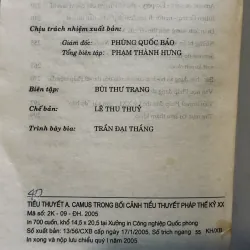 Chịu trách nhiệm xuất bản:
Giám đốc: PHÙNG QUỐC BẢO
Tổng biên tập: PHẠM THÀNH HƯNG
Biên tập: BÙI THƯ TRANG
Chế bản: LÊ THU THUỶ
Trình bày bìa: TRẦN ĐẠI THẮNG
TIỂU THUYẾT A. CAMUS TRONG BỐI CẢNH TIỂU THUYẾT PHÁP THẾ KỶ XX
Mã số: 2K - 09 - ĐH. 2005
In 700 cuốn, khổ 14,5 x 20,5 tại Xưởng in Công nghiệp Quốc phòng
Số xuất bản: 13/56/CXB cấp ngày 17/1/2005. Số trích ngang KH/XB
In xong và nộp lưu chiểu quý I năm 2005